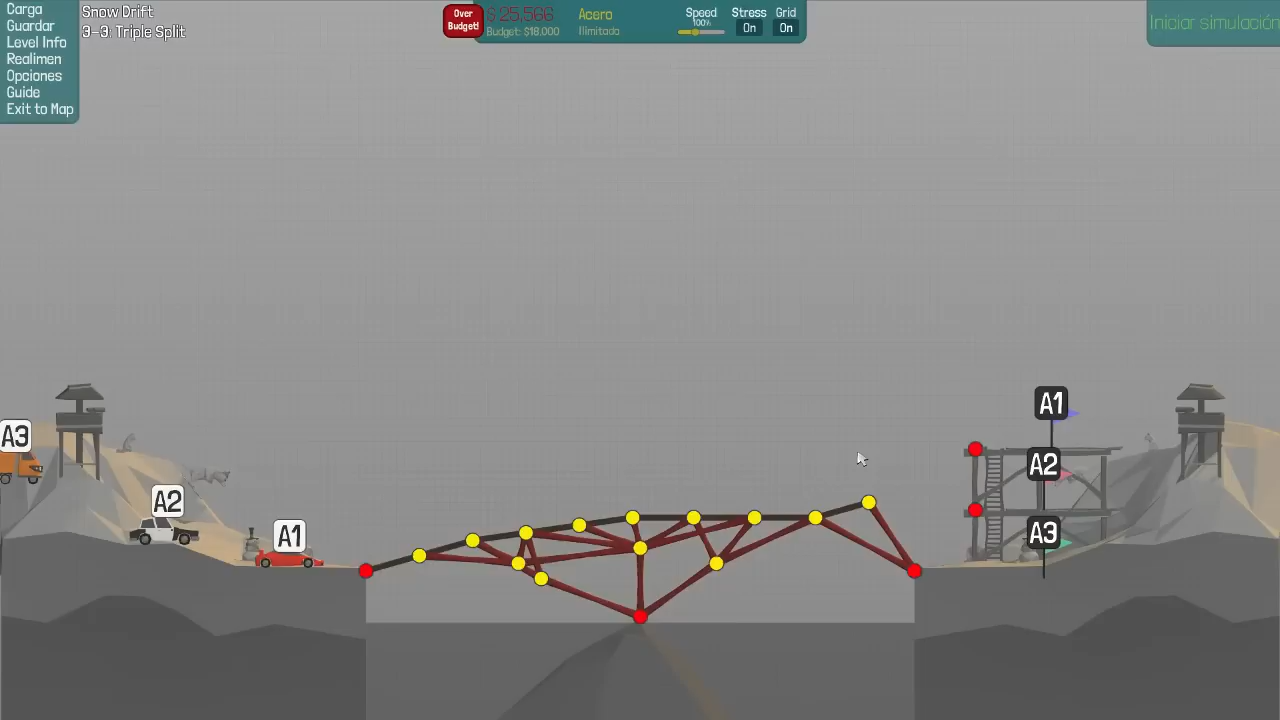 Carga
Guardar
Level Info
Realimen
Opciones
Guide
Exit to Map
Snow Drift
3-3: Triple Split
Over Budget!
$ 25,566
Budget: $18,000
Acero
Ilimitada
Speed
100%
Stress
On
Grid
On
Iniciar simulación
A3
A2
A1
A1
A2
A3